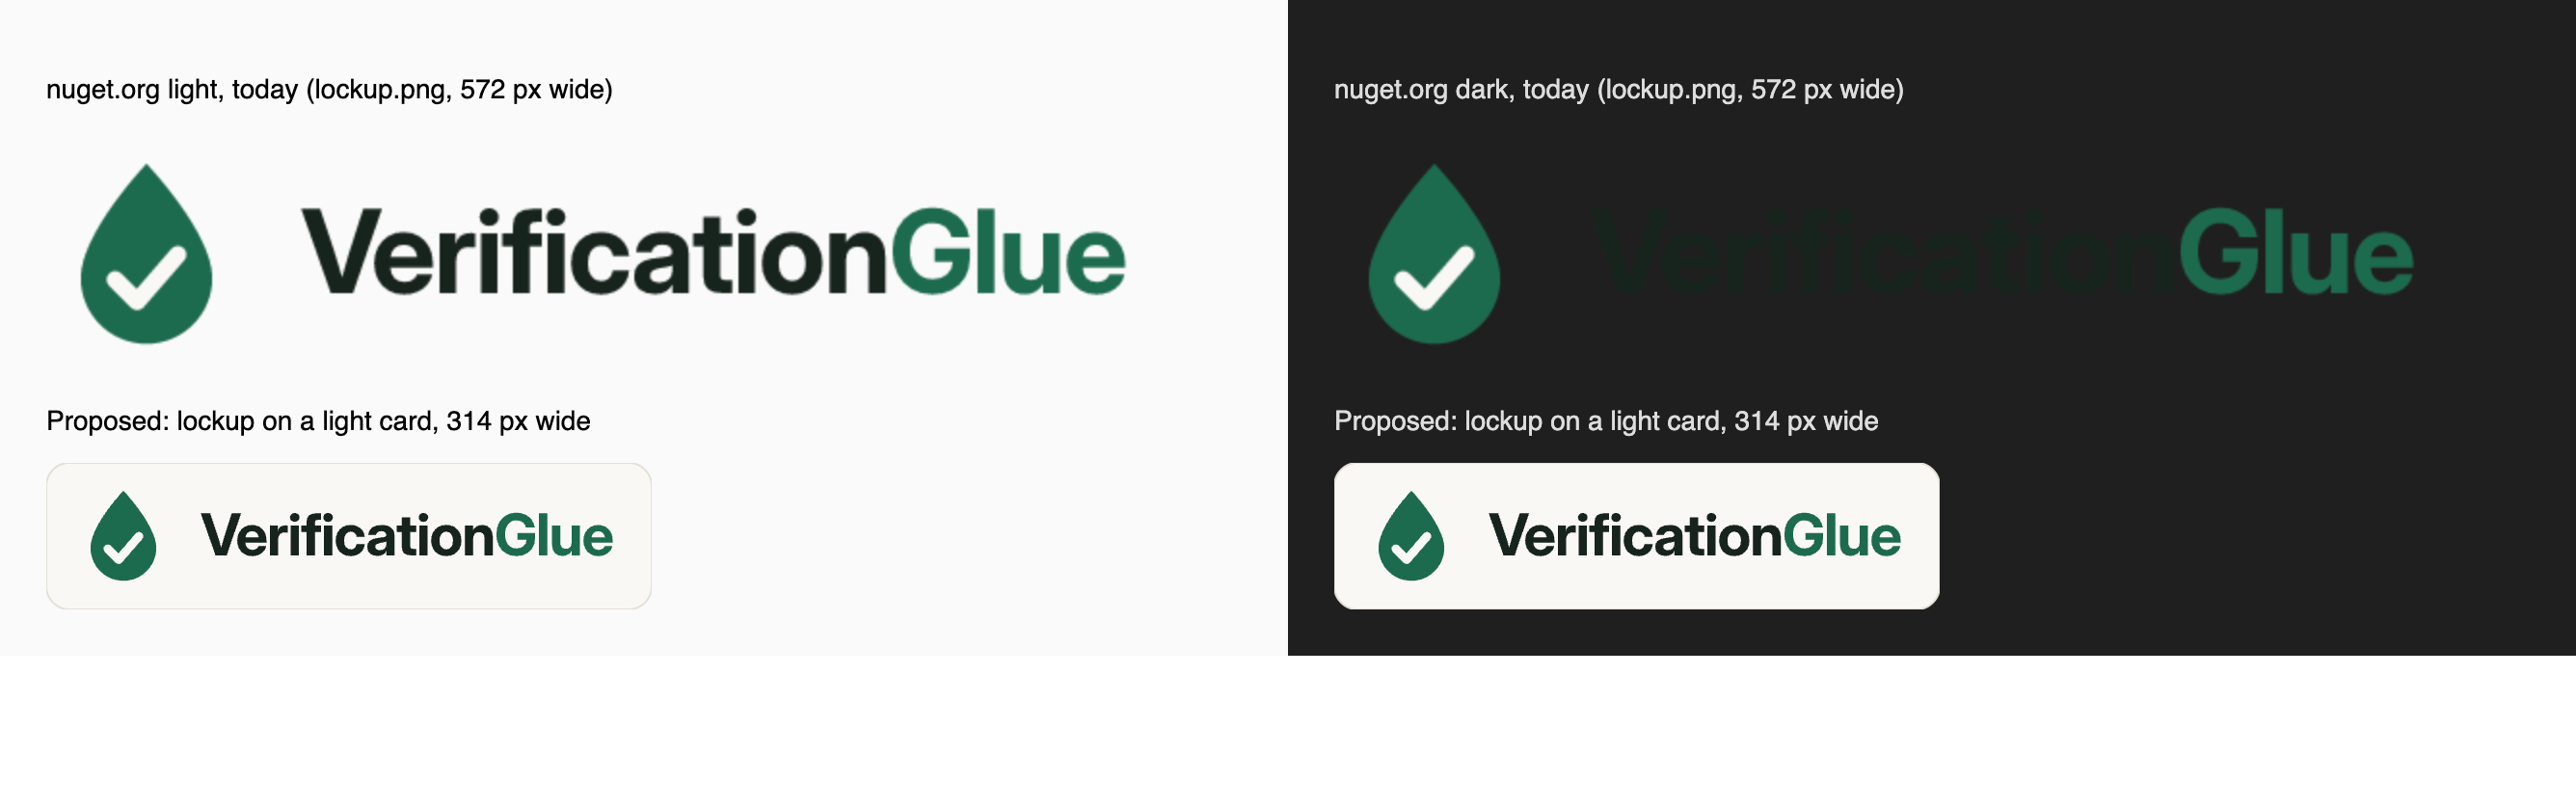 nuget.org light, today (lockup.png, 572 px wide)
VerificationGlue
Proposed: lockup on a light card, 314 px wide
VerificationGlue
nuget.org dark, today (lockup.png, 572 px wide)
VerificationGlue
Proposed: lockup on a light card, 314 px wide
VerificationGlue